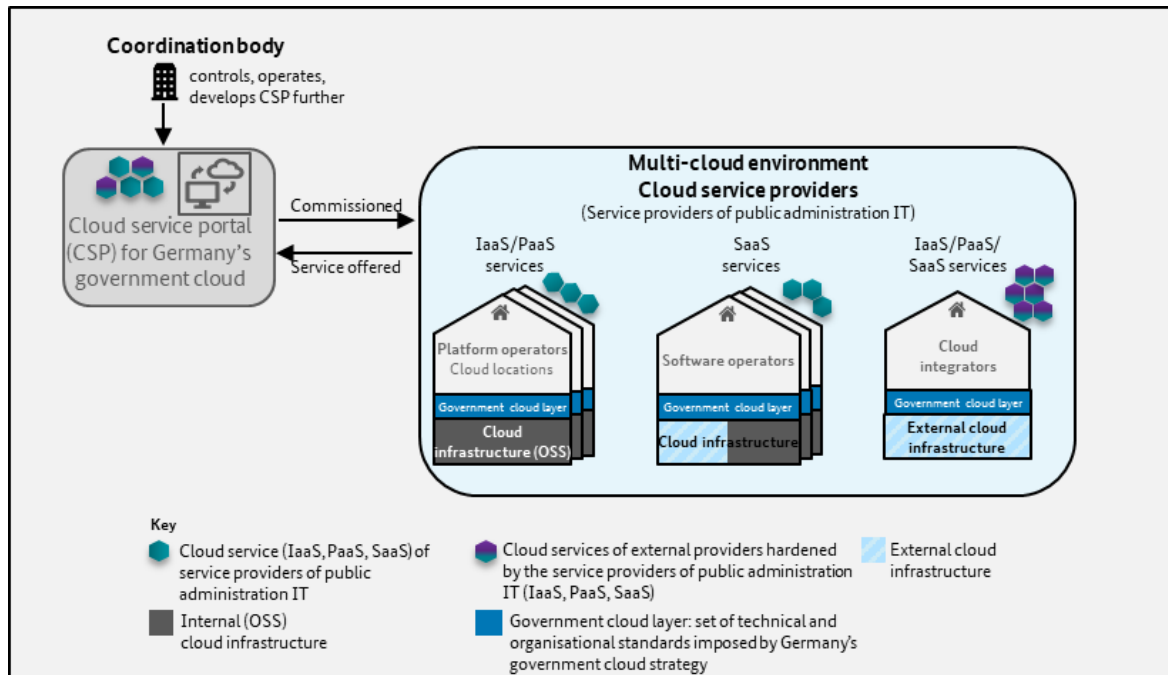 Coordination body
controls, operates,
develops CSP further
Cloud service portal
(CSP) for Germany's
government cloud
Commissioned
Service offered
Multi-cloud environment
Cloud service providers
(Service providers of public administration IT)
IaaS/PaaS
services
SaaS
services
IaaS/PaaS/
SaaS services
Platform operators
Cloud locations
Government cloud layer
Cloud
infrastructure (OSS)
Software operators
Government cloud layer
Cloud infrastructure
Cloud
integrators
Government cloud layer
External cloud
infrastructure
Key
Cloud service (IaaS, PaaS, SaaS) of
service providers of public
administration IT
Internal (OSS)
cloud infrastructure
Cloud services of external providers hardened
by the service providers of public administration
IT (IaaS, PaaS, SaaS)
Government cloud layer: set of technical and
organisational standards imposed by Germany's
government cloud strategy
External cloud
infrastructure